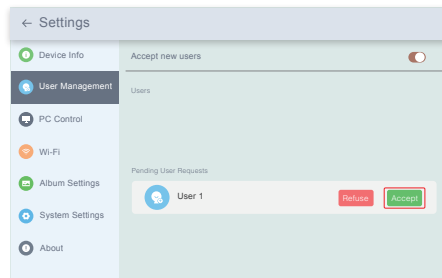 ← Settings
Device Info
Accept new users
User Management
Users
PC Control
Wi-Fi
Pending User Requests
Album Settings
User 1
Refuse
Accept
System Settings
About